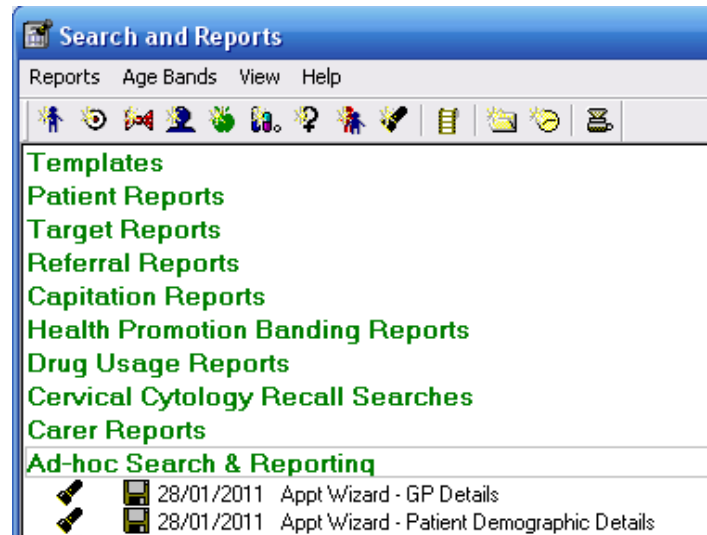 Search and Reports
Reports Age Bands View Help
Templates
Patient Reports
Target Reports
Referral Reports
Capitation Reports
Health Promotion Banding Reports
Drug Usage Reports
Cervical Cytology Recall Searches
Carer Reports
Ad-hoc Search & Reporting
28/01/2011 Appt Wizard - GP Details
28/01/2011 Appt Wizard - Patient Demographic Details